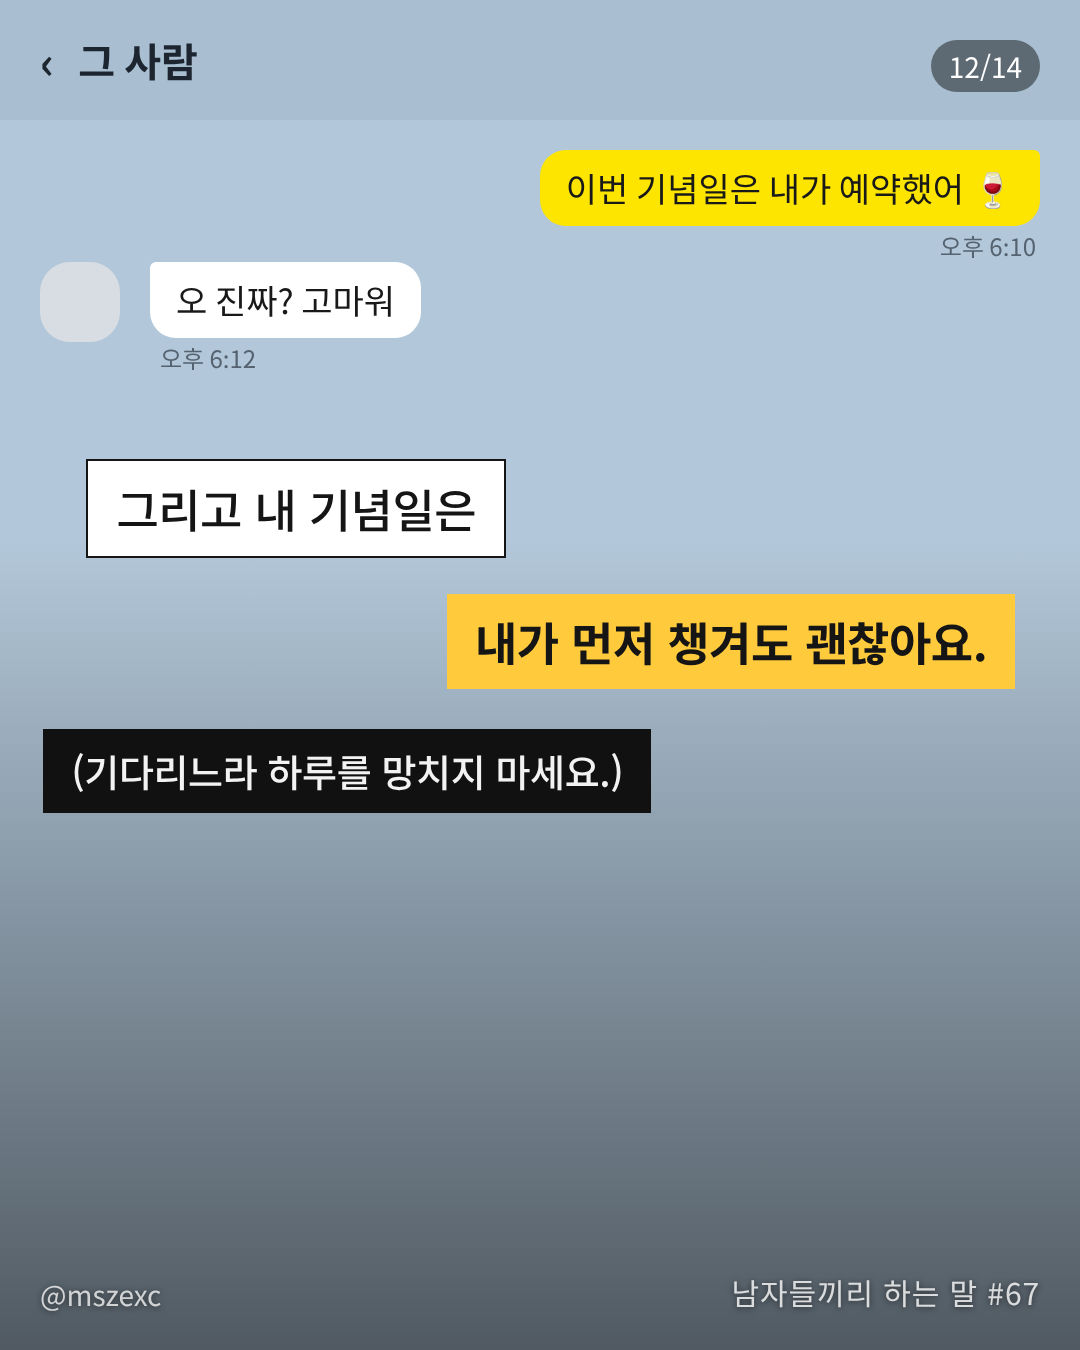 ‹ 그 사람
12/14
이번 기념일은 내가 예약했어 🍷
오후 6:10
오 진짜? 고마워
오후 6:12
그리고 내 기념일은
내가 먼저 챙겨도 괜찮아요.
(기다리느라 하루를 망치지 마세요.)
@mszexc
남자들끼리 하는 말 #67